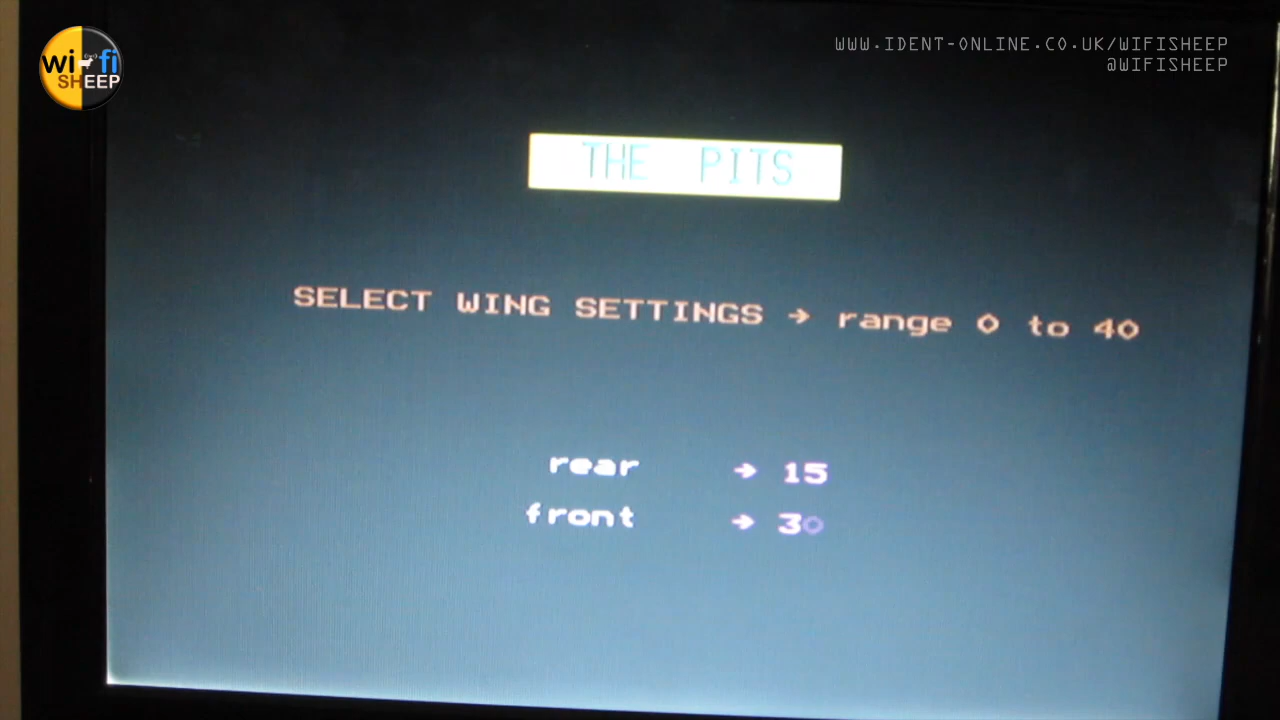 wi-fi
SHEEP
WWW.IDENT-ONLINE.CO.UK/WIFISHEEP
@WIFISHEEP
THE PITS
SELECT WING SETTINGS → range 0 to 40
rear → 15
front → 30